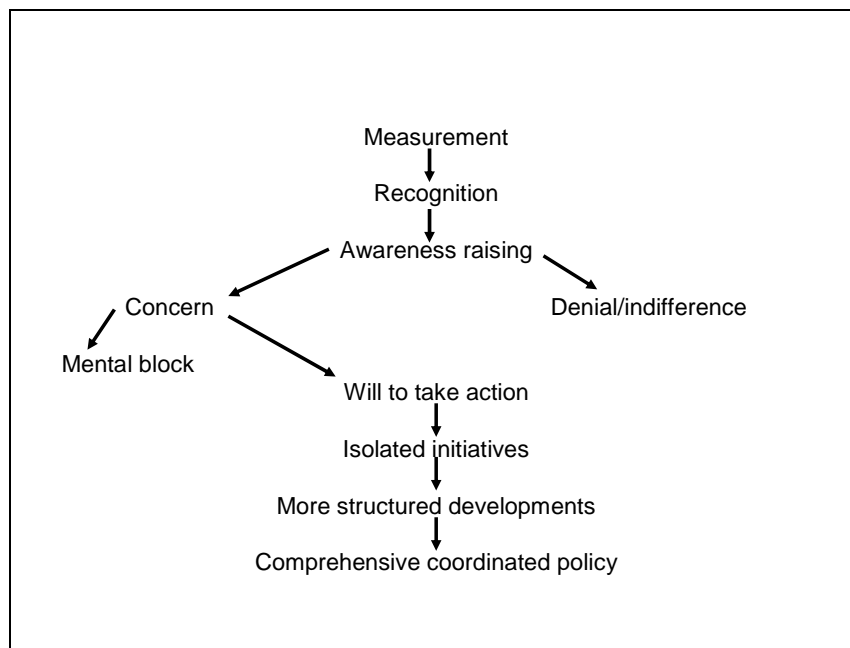 Measurement
Recognition
Awareness raising
Concern
Denial/indifference
Mental block
Will to take action
Isolated initiatives
More structured developments
Comprehensive coordinated policy